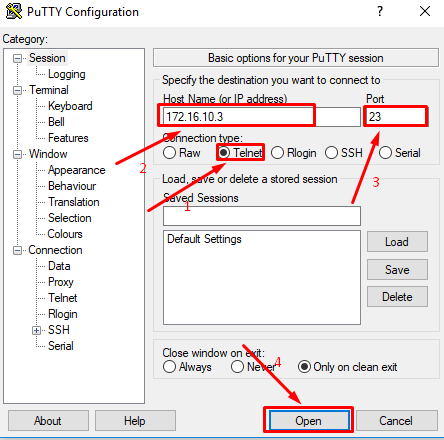 PuTTY Configuration
Category:
Session
Logging
Terminal
Keyboard
Bell
Features
Window
Appearance
Behaviour
Translation
Selection
Colours
Connection
Data
Proxy
Telnet
Rlogin
SSH
Serial
Basic options for your PuTTY session
Specify the destination you want to connect to
Host Name (or IP address) Port
172.16.10.3 23
Connection type:
Raw Telnet Rlogin SSH Serial
2
3
1
Load, save or delete a stored session
Saved Sessions
Default Settings
Load
Save
Delete
Close window on exit:
4
Always Never Only on clean exit
About Help Open Cancel